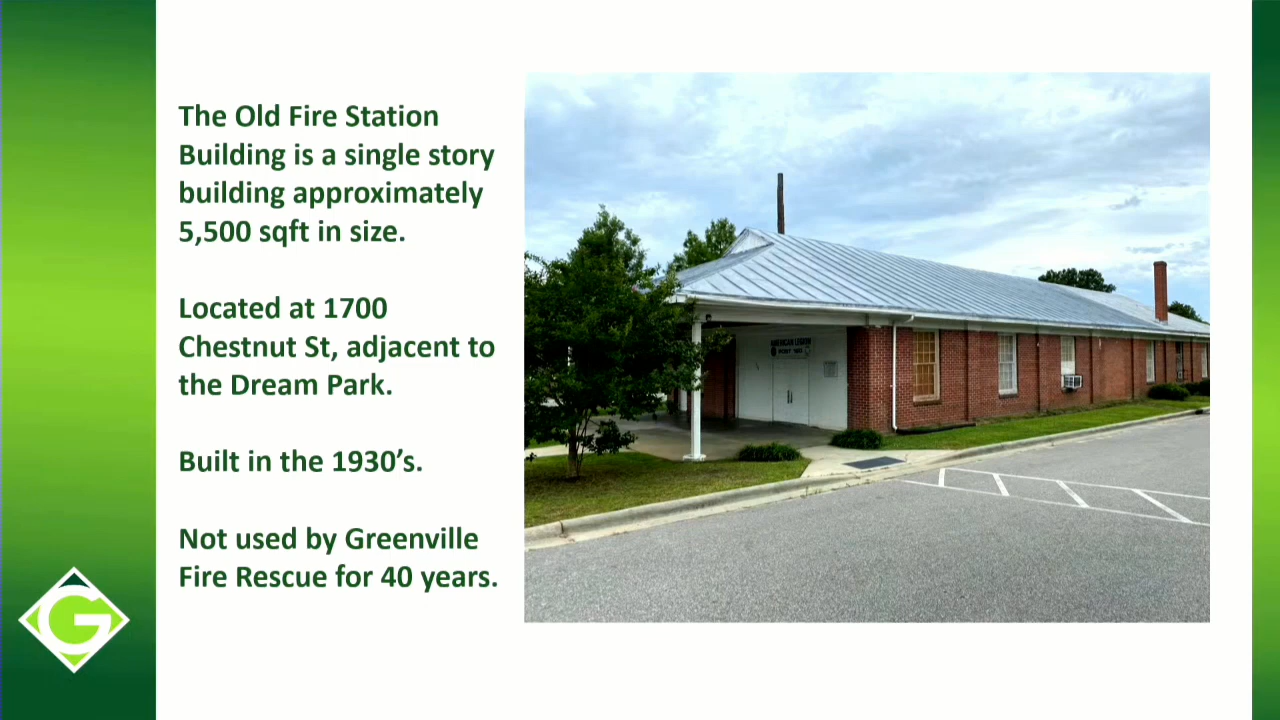 The Old Fire Station
Building is a single story
building approximately
5,500 sqft in size.
Located at 1700
Chestnut St, adjacent to
the Dream Park.
Built in the 1930’s.
Not used by Greenville
Fire Rescue for 40 years.
AMERICAN LEGION
POST
G